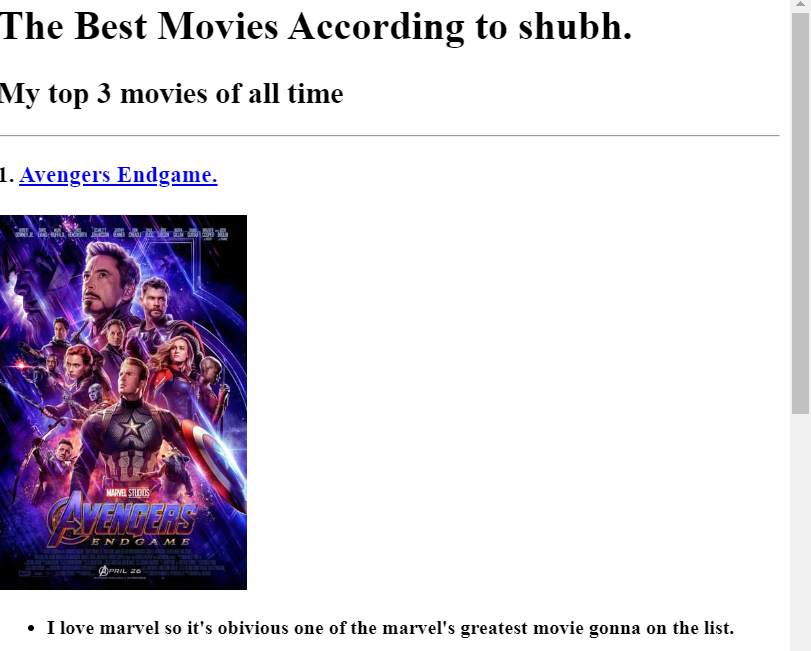 The Best Movies According to shubh.
My top 3 movies of all time
1. Avengers Endgame.
MARVEL STUDIOS
AVENGERS
ENDGAME
APRIL 26
I love marvel so it's obivious one of the marvel's greatest movie gonna on the list.